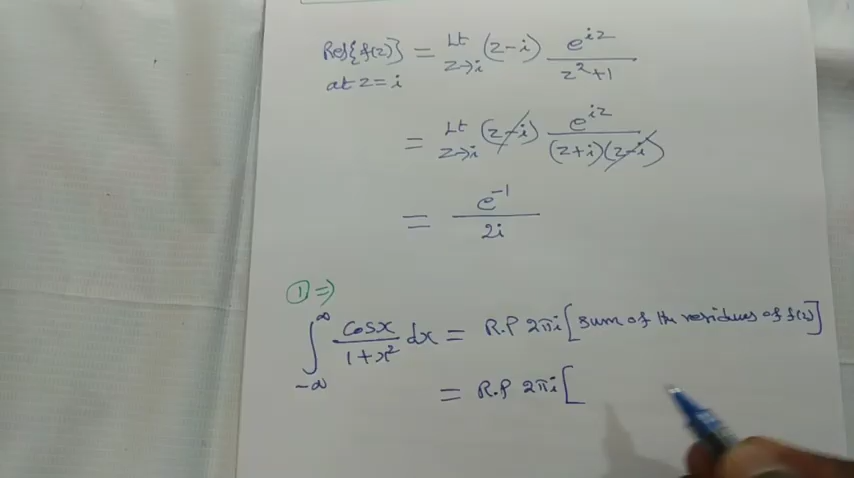 Res{f(z)} = Lt z→i (z-i) e^{iz} / z²+1
at z = i
= Lt z→i (z-i) e^{iz} / (z+i)(z-i)
= e^{-1} / 2i
① ⇒
∫_{-∞}^{∞} cosx / 1+x² dx = R.P 2πi [sum of the residues of f(z)]
= R.P 2πi [